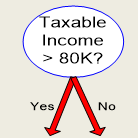 Taxable
Income
> 80K?
Yes No